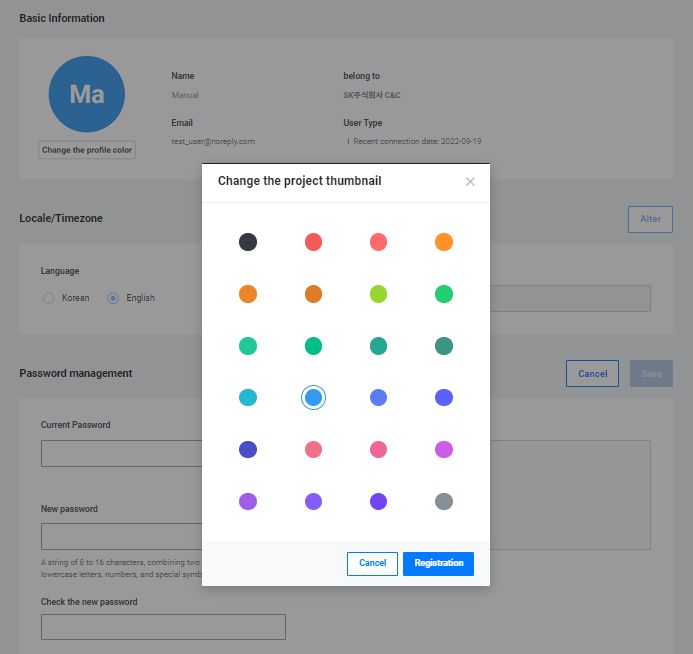 Basic Information
Ma
Change the profile color
Name
Manual
belong to
SK주식회사 C&C
Email
test_user@noreply.com
User Type
Recent connection date: 2022-09-19
Change the project thumbnail
Locale/Timezone
Alter
Language
Korean
English
Password management
Cancel
Save
Current Password
New password
A string of 8 to 16 characters, combining two
lowercase letters, numbers, and special symb
Check the new password
Cancel
Registration